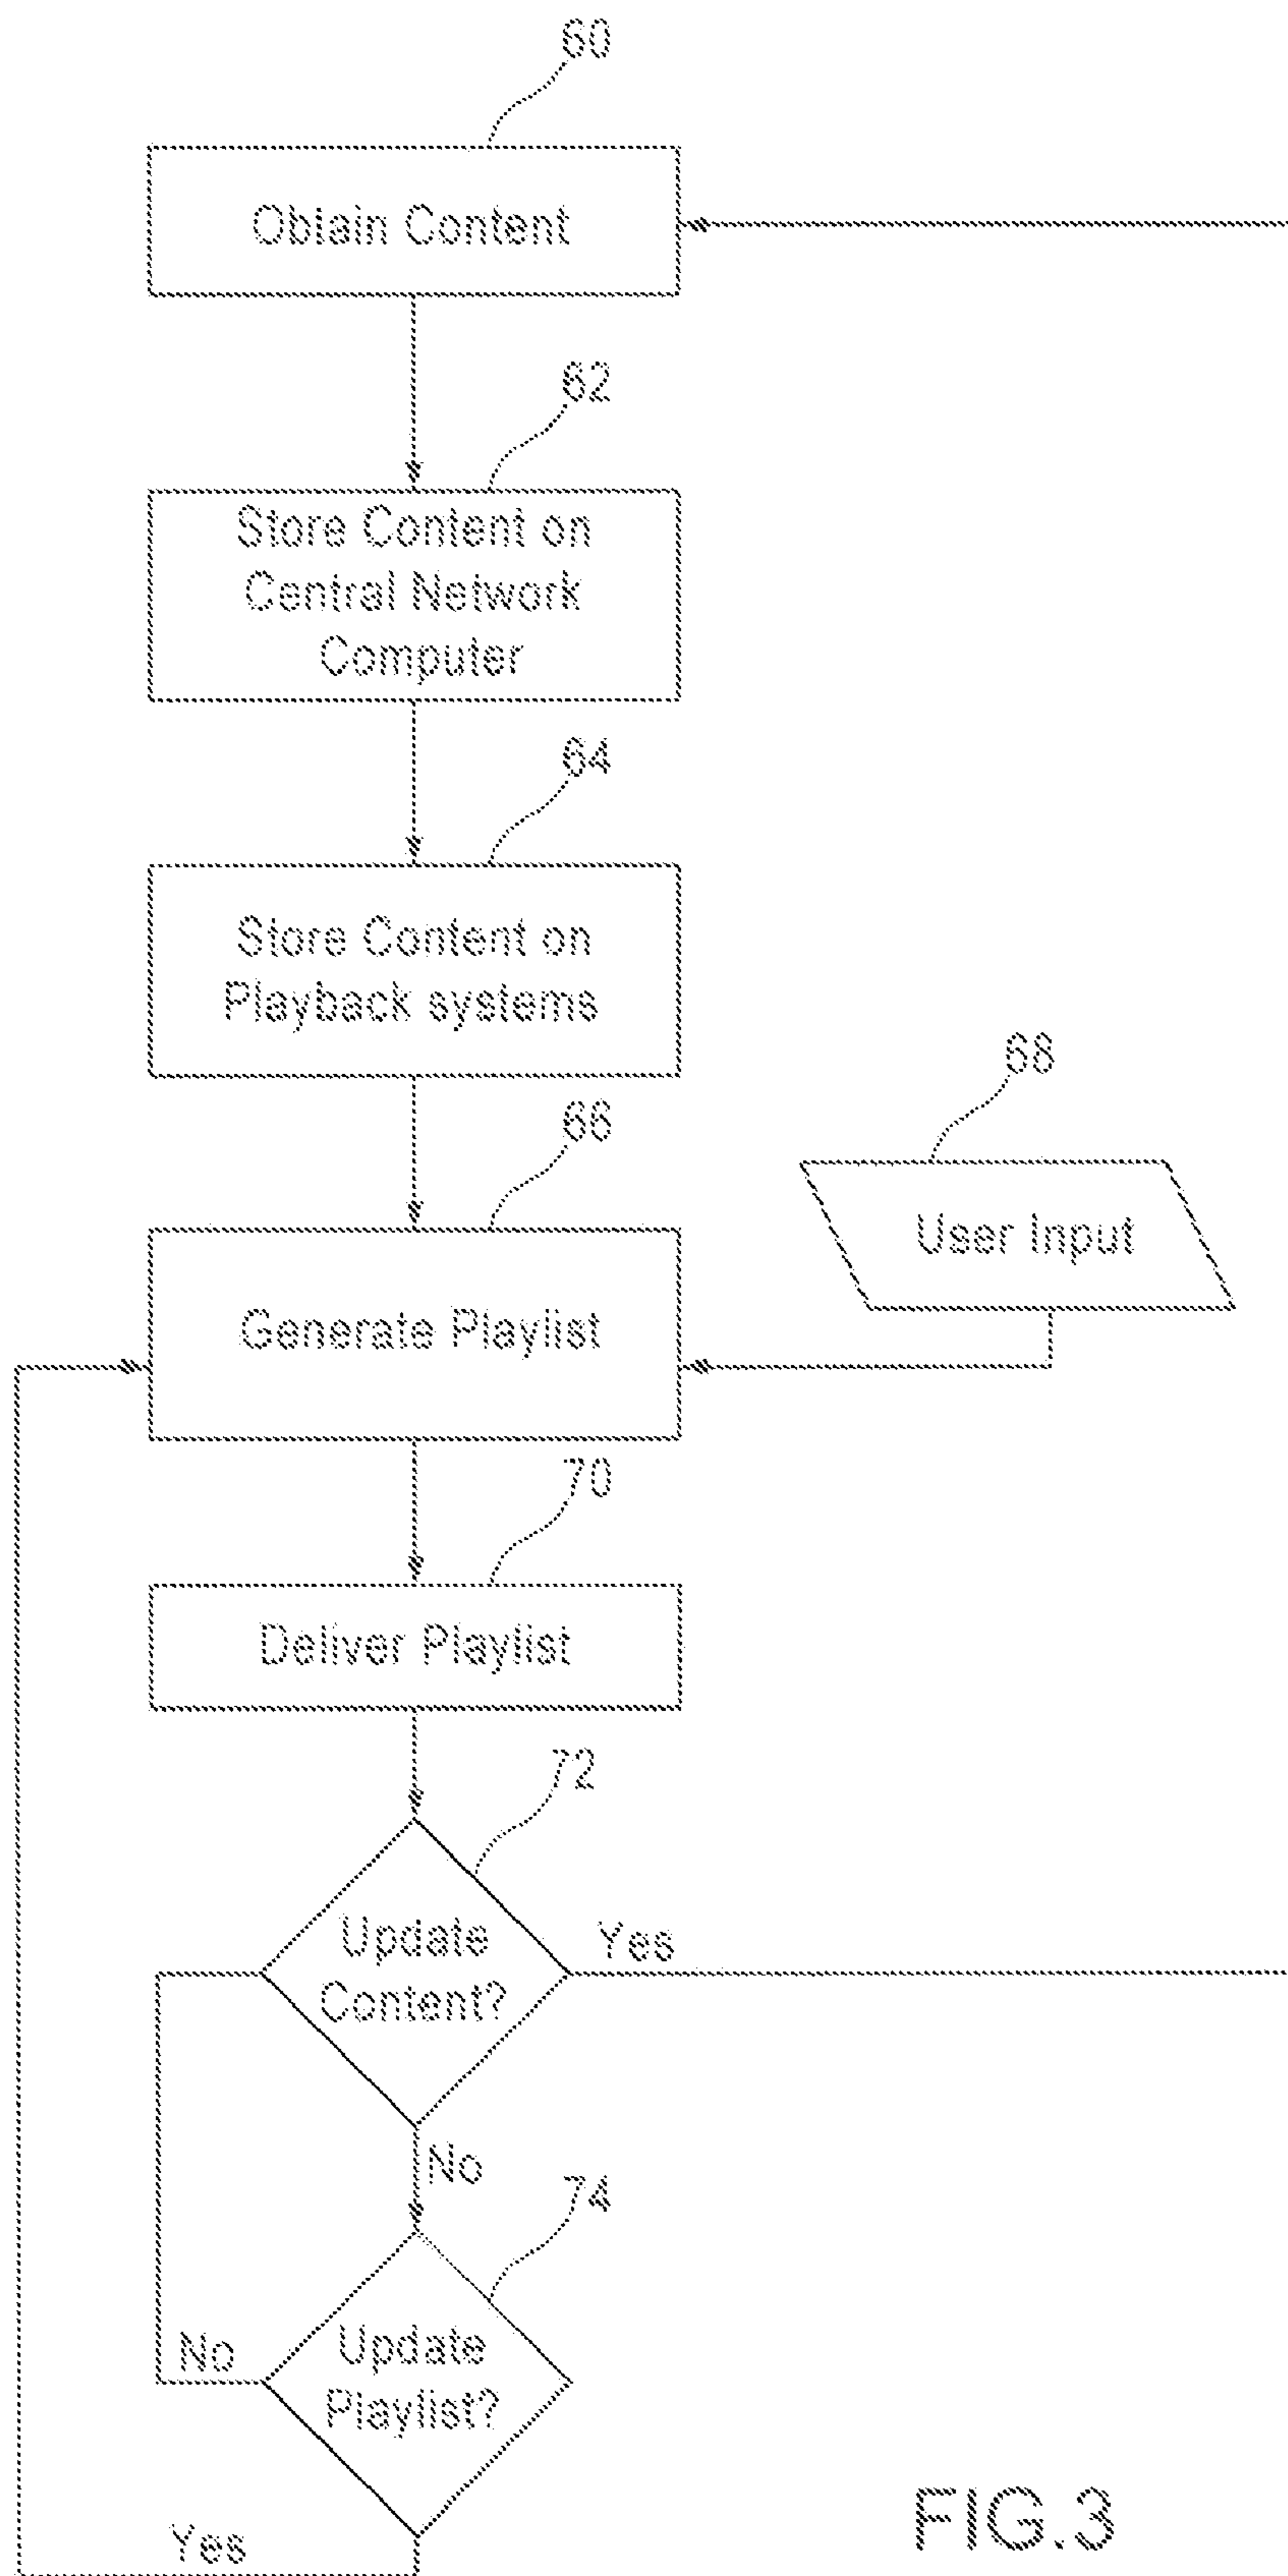 60
Obtain Content
62
Store Content on
Central Network
Computer
64
Store Content on
Playback systems
66
68
User Input
Generate Playlist
70
Deliver Playlist
72
Update
Content?
Yes
No
74
Update
Playlist?
No
Yes
FIG.3